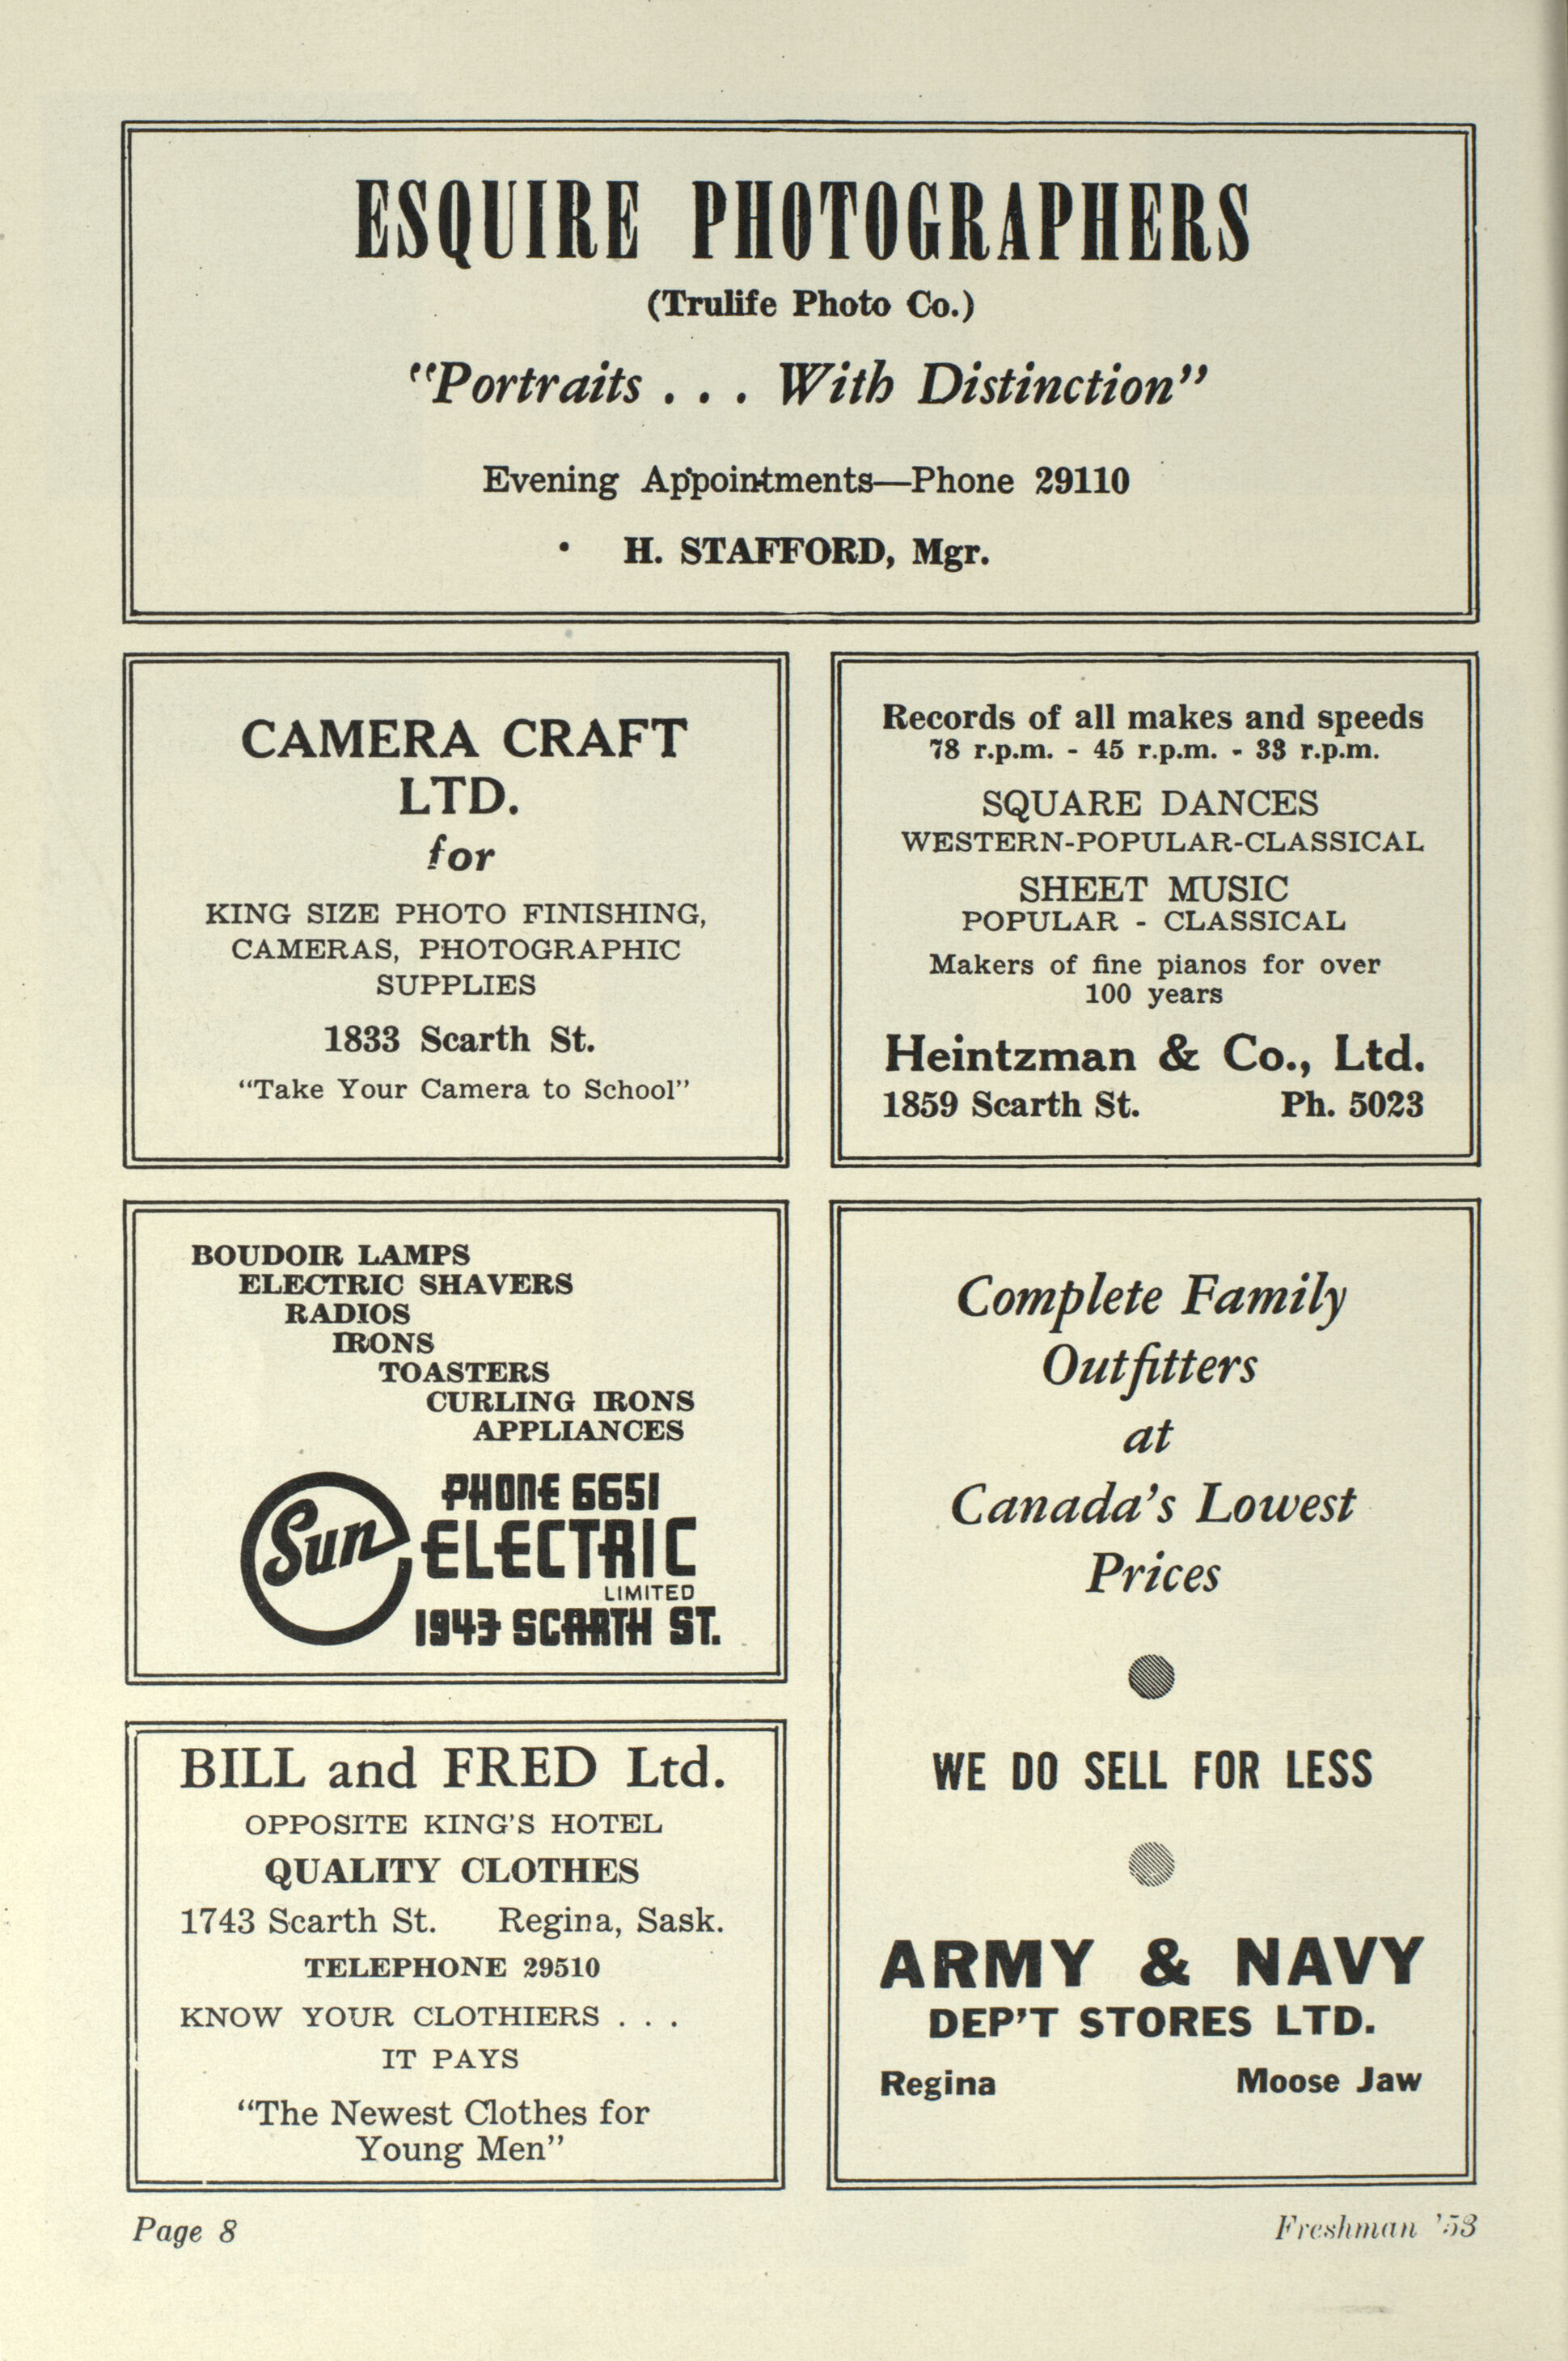 ESQUIRE PHOTOGRAPHERS
(Trulife Photo Co.)
"Portraits . . . With Distinction"
Evening Appointments—Phone 29110
H. STAFFORD, Mgr.
CAMERA CRAFT
LTD.
for
KING SIZE PHOTO FINISHING,
CAMERAS, PHOTOGRAPHIC
SUPPLIES
1833 Scarth St.
"Take Your Camera to School"
Records of all makes and speeds
78 r.p.m. - 45 r.p.m. - 33 r.p.m.
SQUARE DANCES
WESTERN-POPULAR-CLASSICAL
SHEET MUSIC
POPULAR - CLASSICAL
Makers of fine pianos for over
100 years
Heintzman & Co., Ltd.
1859 Scarth St. Ph. 5023
BOUDOIR LAMPS
ELECTRIC SHAVERS
RADIOS
IRONS
TOASTERS
CURLING IRONS
APPLIANCES
PHONE 6651
Sun ELECTRIC
LIMITED
1943 SCARTH ST.
BILL and FRED Ltd.
OPPOSITE KING'S HOTEL
QUALITY CLOTHES
1743 Scarth St. Regina, Sask.
TELEPHONE 29510
KNOW YOUR CLOTHIERS . . .
IT PAYS
"The Newest Clothes for
Young Men"
Complete Family
Outfitters
at
Canada's Lowest
Prices
WE DO SELL FOR LESS
ARMY & NAVY
DEP'T STORES LTD.
Regina Moose Jaw
Page 8 Freshman '53